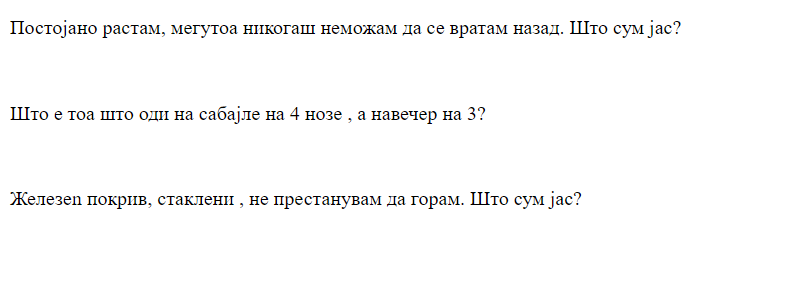 Постојано растам, мегутоа никогаш неможам да се вратам назад. Што сум јас?
Што е тоа што оди на сабајле на 4 нозе , а навечер на 3?
Железеn покрив, стаклени , не престанувам да горам. Што сум јас?